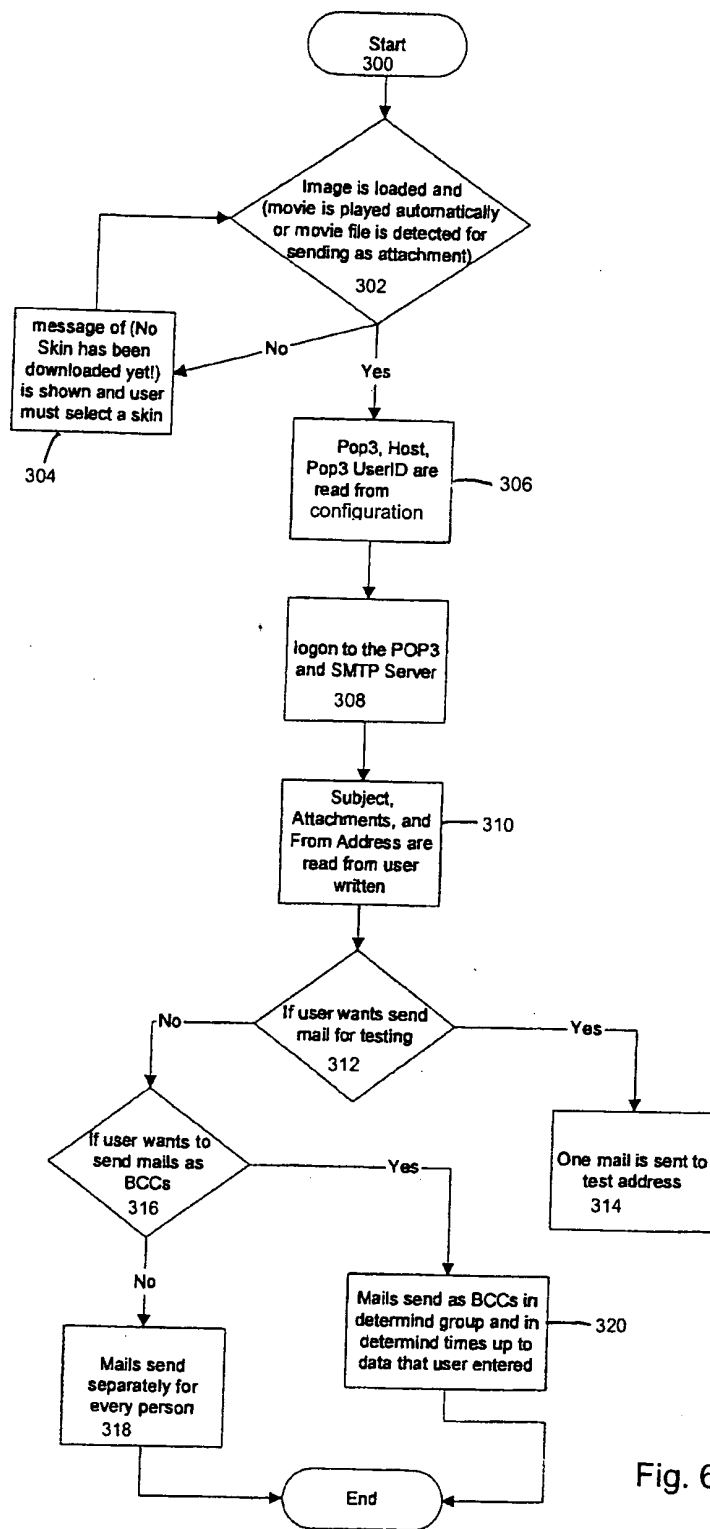 Start
300
Image is loaded and
(movie is played automatically
or movie file is detected for
sending as attachment)
302
No
Yes
message of (No
Skin has been
downloaded yet!)
is shown and user
must select a skin
304
Pop3, Host,
Pop3 UserID are
read from
configuration
306
logon to the POP3
and SMTP Server
308
Subject,
Attachments, and
From Address are
read from user
written
310
If user wants send
mail for testing
312
No
Yes
One mail is sent to
test address
314
If user wants to
send mails as
BCCs
316
Yes
No
Mails send as BCCs in
determind group and in
determind times up to
data that user entered
320
Mails send
separately for
every person
318
End
Fig. 6